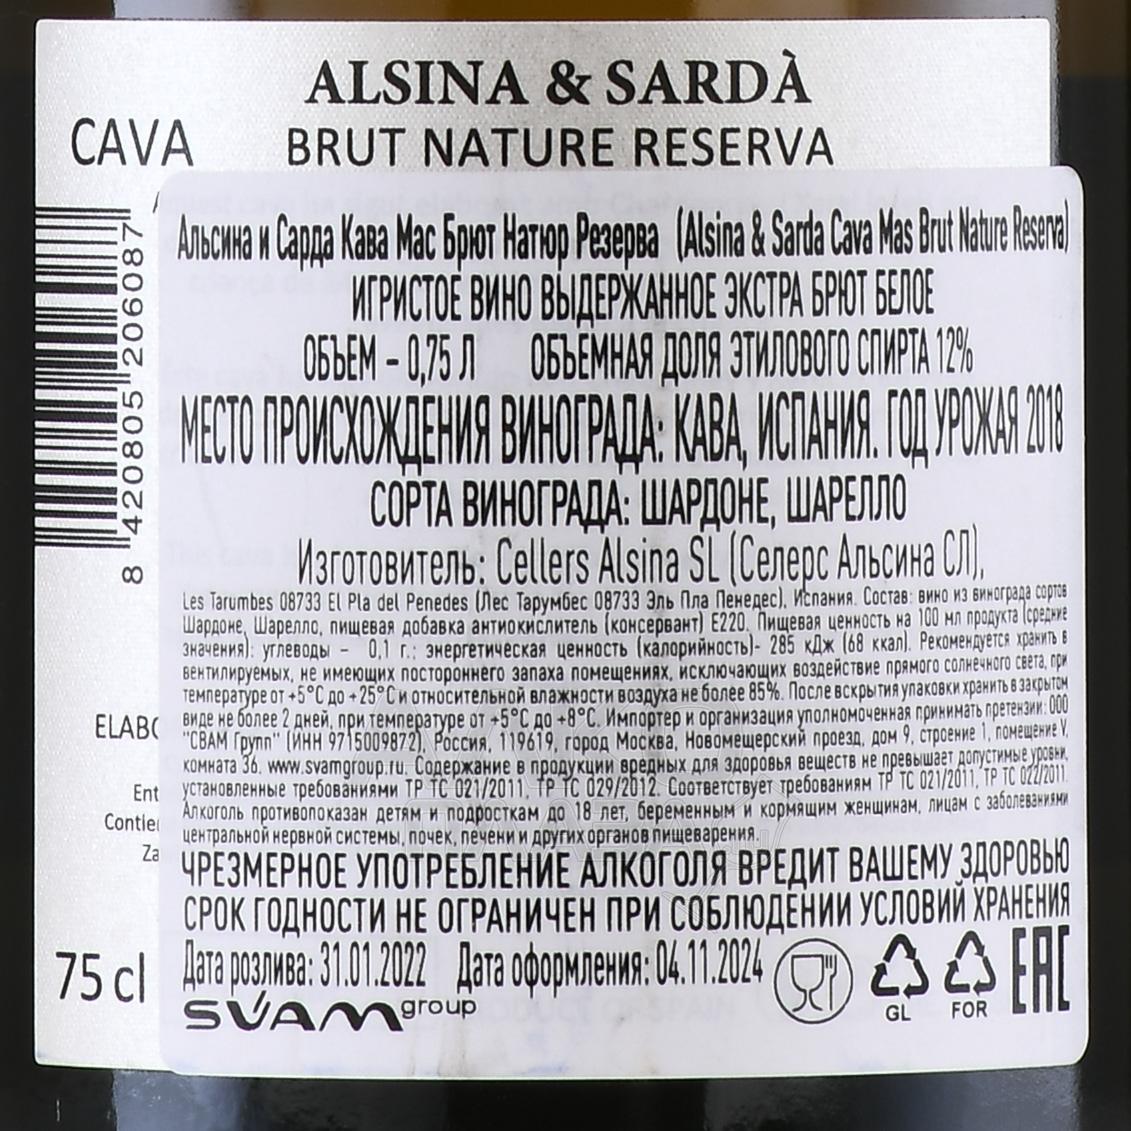 ALSINA & SARDÀ
CAVA BRUT NATURE RESERVA
8 420805 206087
Альсина и Сарда Кава Мас Брют Натюр Резерва (Alsina & Sarda Cava Mas Brut Nature Reserva)
ИГРИСТОЕ ВИНО ВЫДЕРЖАННОЕ ЭКСТРА БРЮТ БЕЛОЕ
ОБЪЕМ – 0,75 Л ОБЪЕМНАЯ ДОЛЯ ЭТИЛОВОГО СПИРТА 12%
МЕСТО ПРОИСХОЖДЕНИЯ ВИНОГРАДА: КАВА, ИСПАНИЯ. ГОД УРОЖАЯ 2018
СОРТА ВИНОГРАДА: ШАРДОНЕ, ШАРЕЛЛО
Изготовитель: Cellers Alsina SL (Селерс Альсина СЛ),
Les Tarumbes 08733 El Pla del Penedes (Лес Тарумбес 08733 Эль Пла Пенедес), Испания. Состав: вино из винограда сортов
Шардоне, Шарелло, пищевая добавка антиокислитель (консервант) Е220. Пищевая ценность на 100 мл продукта (средние
значения): углеводы – 0,1 г.; энергетическая ценность (калорийность)- 285 кДж (68 ккал). Рекомендуется хранить в
вентилируемых, не имеющих постороннего запаха помещениях, исключающих воздействие прямого солнечного света, при
температуре от +5°С до +25°С и относительной влажности воздуха не более 85%. После вскрытия упаковки хранить в закрытом
виде не более 2 дней, при температуре от +5°С до +8°С. Импортер и организация уполномоченная принимать претензии: ООО
"СВАМ Групп" (ИНН 9715009872), Россия, 119619, город Москва, Новомещерский проезд, дом 9, строение 1, помещение V,
комната 36. www.svamgroup.ru. Содержание в продукции вредных для здоровья веществ не превышает допустимые уровни,
установленные требованиями ТР ТС 021/2011, ТР ТС 029/2012. Соответствует требованиям ТР ТС 021/2011, ТР ТС 022/2011.
Алкоголь противопоказан детям и подросткам до 18 лет, беременным и кормящим женщинам, лицам с заболеваниями
центральной нервной системы, почек, печени и других органов пищеварения.
ЧРЕЗМЕРНОЕ УПОТРЕБЛЕНИЕ АЛКОГОЛЯ ВРЕДИТ ВАШЕМУ ЗДОРОВЬЮ
СРОК ГОДНОСТИ НЕ ОГРАНИЧЕН ПРИ СОБЛЮДЕНИИ УСЛОВИЙ ХРАНЕНИЯ
Дата розлива: 31.01.2022 Дата оформления: 04.11.2024
SVAM group
GL FOR EAC
ELABO
Ent
Contie
Za
75 cl